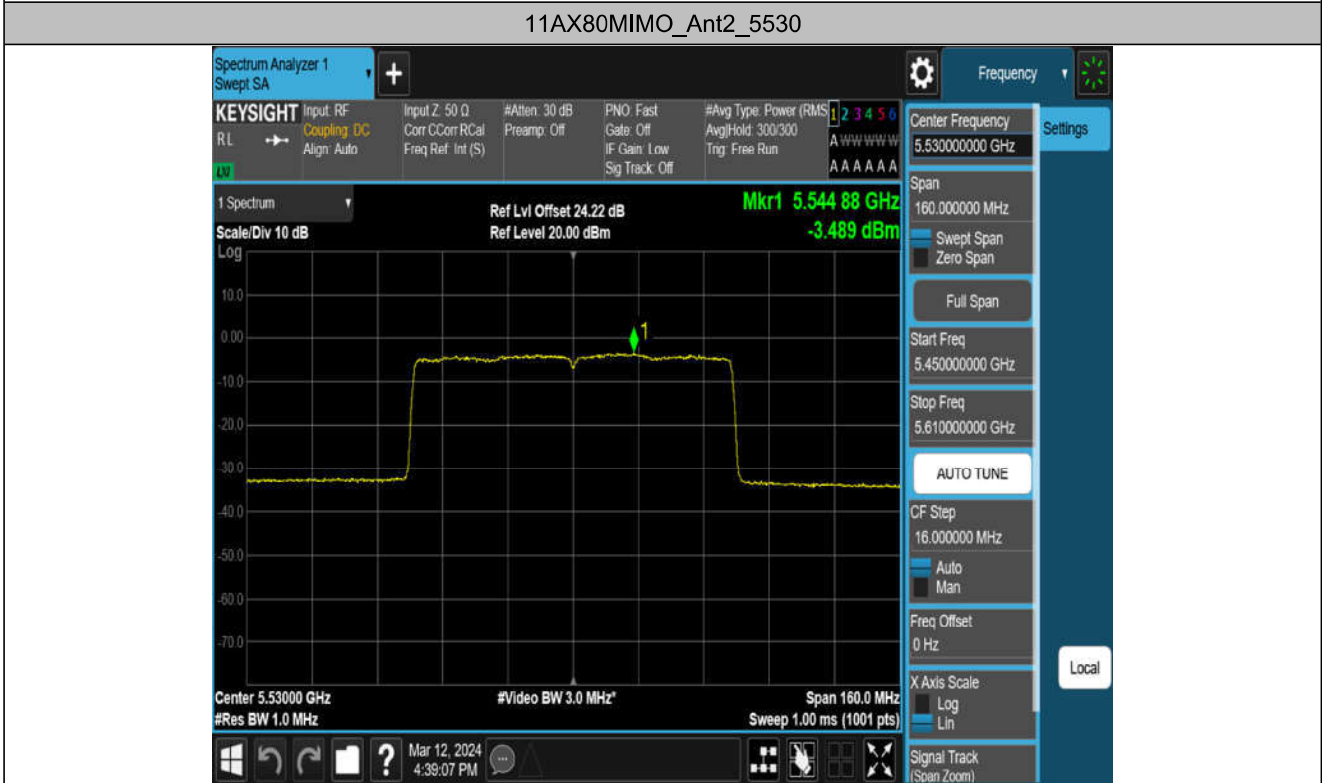 11AX80MIMO_Ant2_5530
Spectrum Analyzer 1
Swept SA
+
Frequency
KEYSIGHT
RL
LXI
Input: RF
Coupling: DC
Align: Auto
Input Z: 50 Ω
Corr CCorr RCal
Freq Ref: Int (S)
#Atten: 30 dB
Preamp: Off
PNO: Fast
Gate: Off
IF Gain: Low
Sig Track: Off
#Avg Type: Power (RMS
Avg|Hold: 300/300
Trig: Free Run
1 2 3 4 5 6
A W W W W W
A A A A A A
1 Spectrum
Scale/Div 10 dB
Log
Ref Lvl Offset 24.22 dB
Ref Level 20.00 dBm
Mkr1 5.544 88 GHz
-3.489 dBm
10.0
0.00
-10.0
-20.0
-30.0
-40.0
-50.0
-60.0
-70.0
1
Center 5.53000 GHz
#Res BW 1.0 MHz
#Video BW 3.0 MHz*
Span 160.0 MHz
Sweep 1.00 ms (1001 pts)
?
Mar 12, 2024
4:39:07 PM
Center Frequency
5.530000000 GHz
Settings
Span
160.000000 MHz
Swept Span
Zero Span
Full Span
Start Freq
5.450000000 GHz
Stop Freq
5.610000000 GHz
AUTO TUNE
CF Step
16.000000 MHz
Auto
Man
Freq Offset
0 Hz
X Axis Scale
Log
Lin
Local
Signal Track
(Span Zoom)